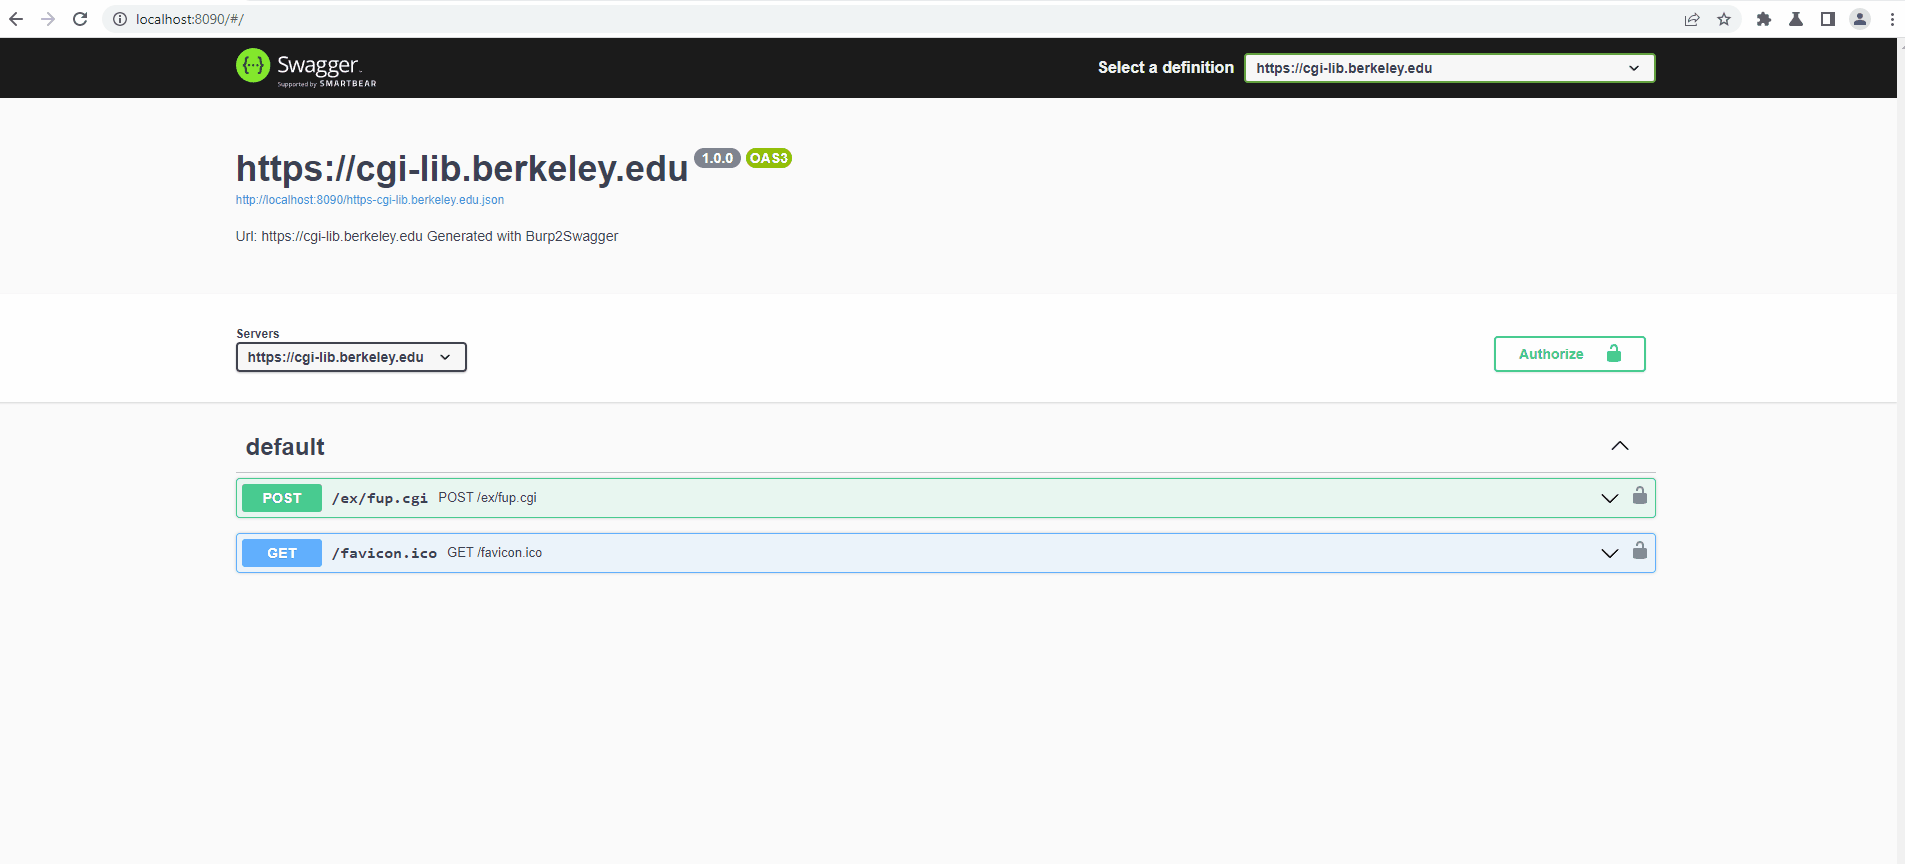 localhost:8090/#/
Swagger
Supported by SMARTBEAR
Select a definition
https://cgi-lib.berkeley.edu
https://cgi-lib.berkeley.edu 1.0.0 OAS3
http://localhost:8090/https-cgi-lib.berkeley.edu.json
Url: https://cgi-lib.berkeley.edu Generated with Burp2Swagger
Servers
https://cgi-lib.berkeley.edu
Authorize
default
POST /ex/fup.cgi POST /ex/fup.cgi
GET /favicon.ico GET /favicon.ico